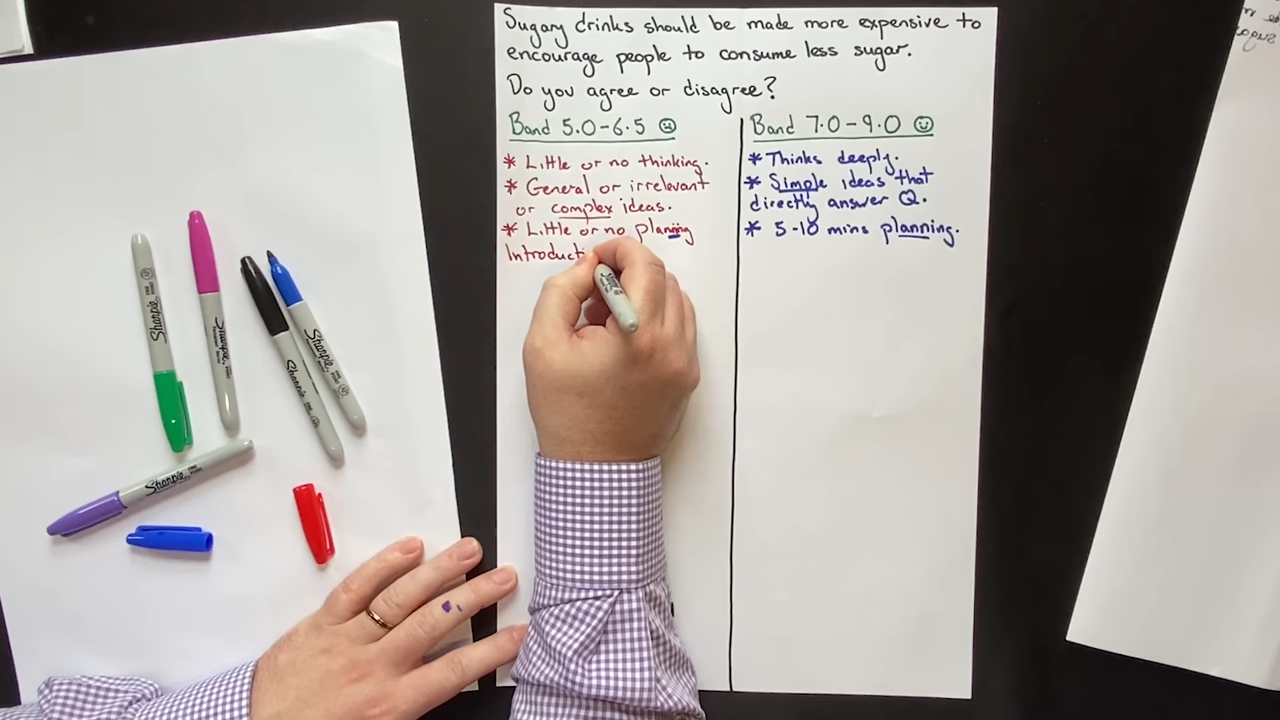 Sugary drinks should be made more expensive to
encourage people to consume less sugar.
Do you agree or disagree?
Band 5.0-6.5 ☹
* Little or no thinking.
* General or irrelevant
or complex ideas.
* Little or no planning
Introducti
Band 7.0-9.0 ☺
* Thinks deeply.
* Simple ideas that
directly answer Q.
* 5-10 mins planning.
Sharpie
Sharpie
Sharpie
Sharpie
Sharpie